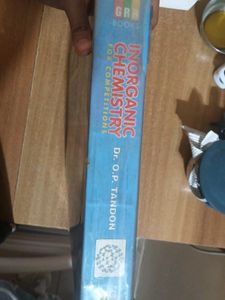 GRB
BOOKS
INORGANIC
CHEMISTRY
FOR COMPETITIONS
Dr. O.P. TANDON